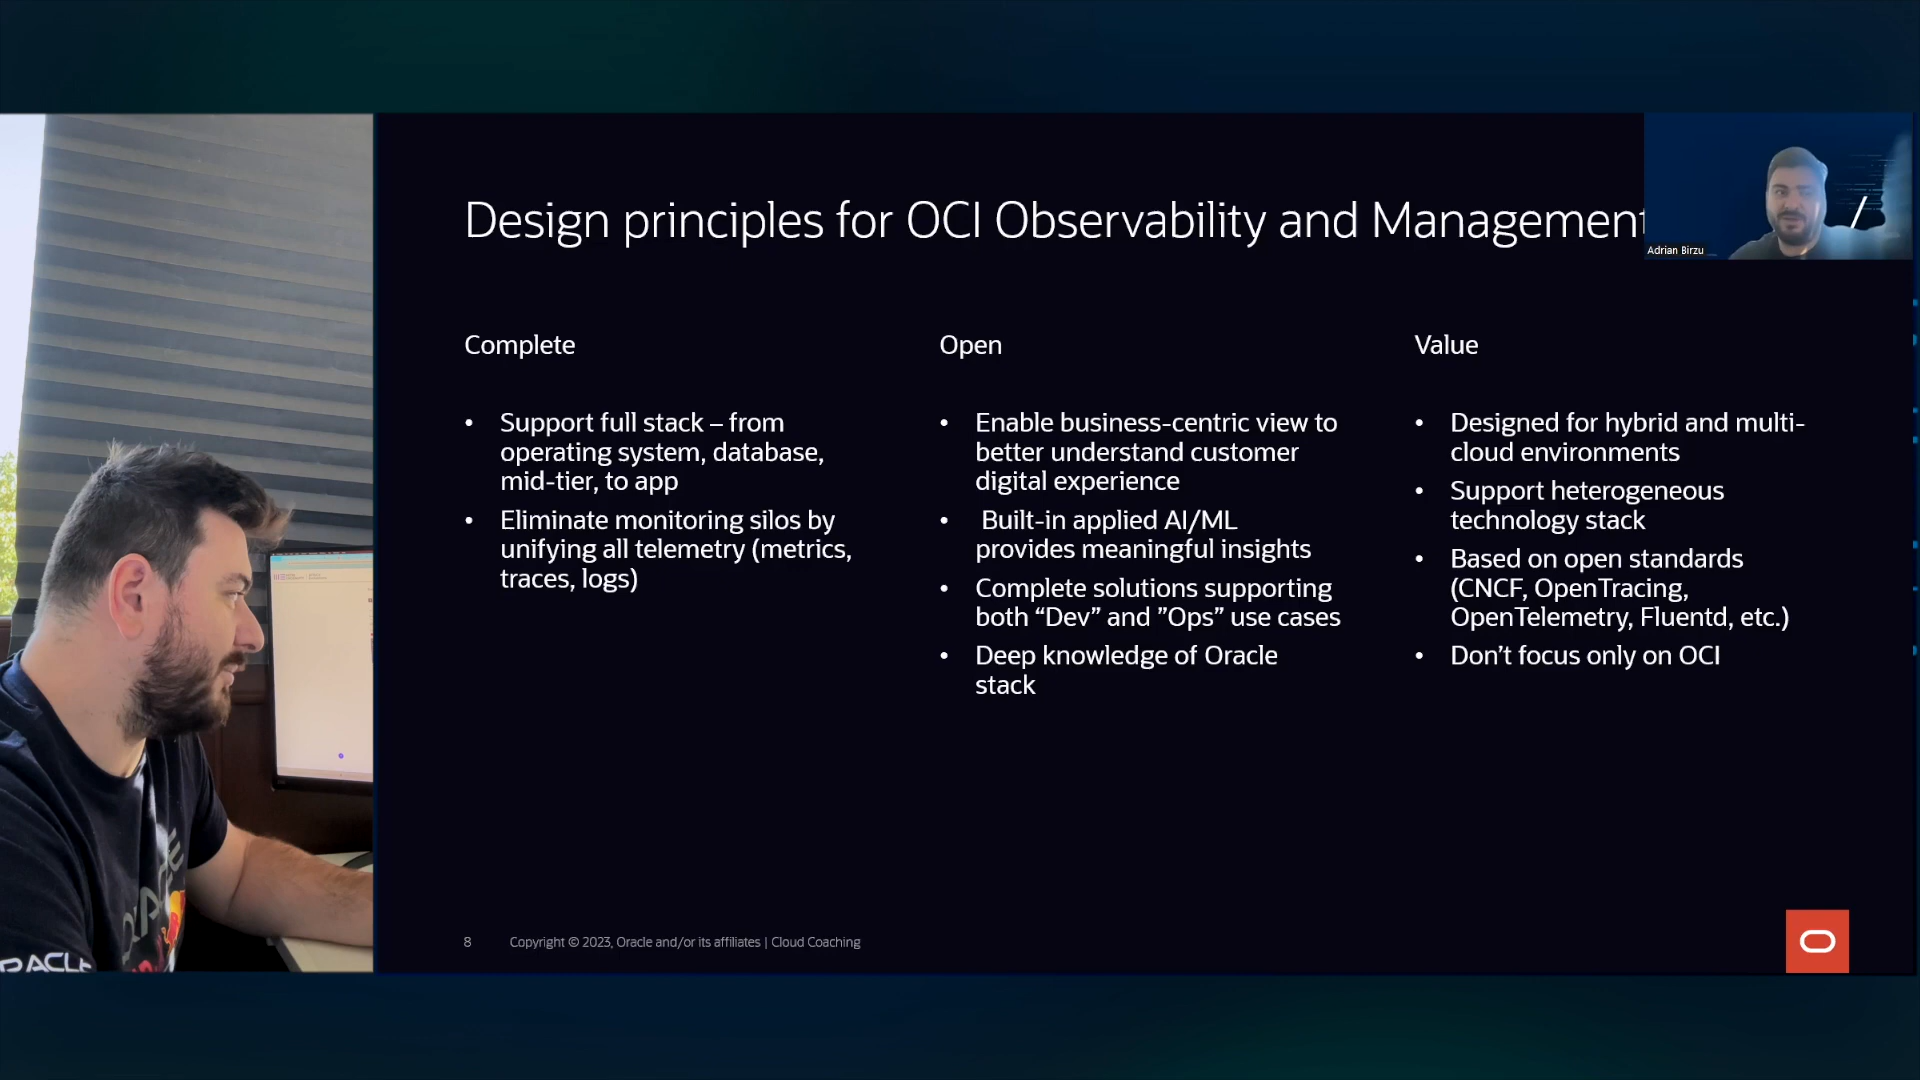 Design principles for OCI Observability and Management
Adrian Birzu
Complete
• Support full stack – from
operating system, database,
mid-tier, to app
• Eliminate monitoring silos by
unifying all telemetry (metrics,
traces, logs)
Open
• Enable business-centric view to
better understand customer
digital experience
• Built-in applied AI/ML
provides meaningful insights
• Complete solutions supporting
both “Dev” and ”Ops” use cases
• Deep knowledge of Oracle
stack
Value
• Designed for hybrid and multi-
cloud environments
• Support heterogeneous
technology stack
• Based on open standards
(CNCF, OpenTracing,
OpenTelemetry, Fluentd, etc.)
• Don’t focus only on OCI
ORACLE
RACLE
8 Copyright © 2023, Oracle and/or its affiliates | Cloud Coaching